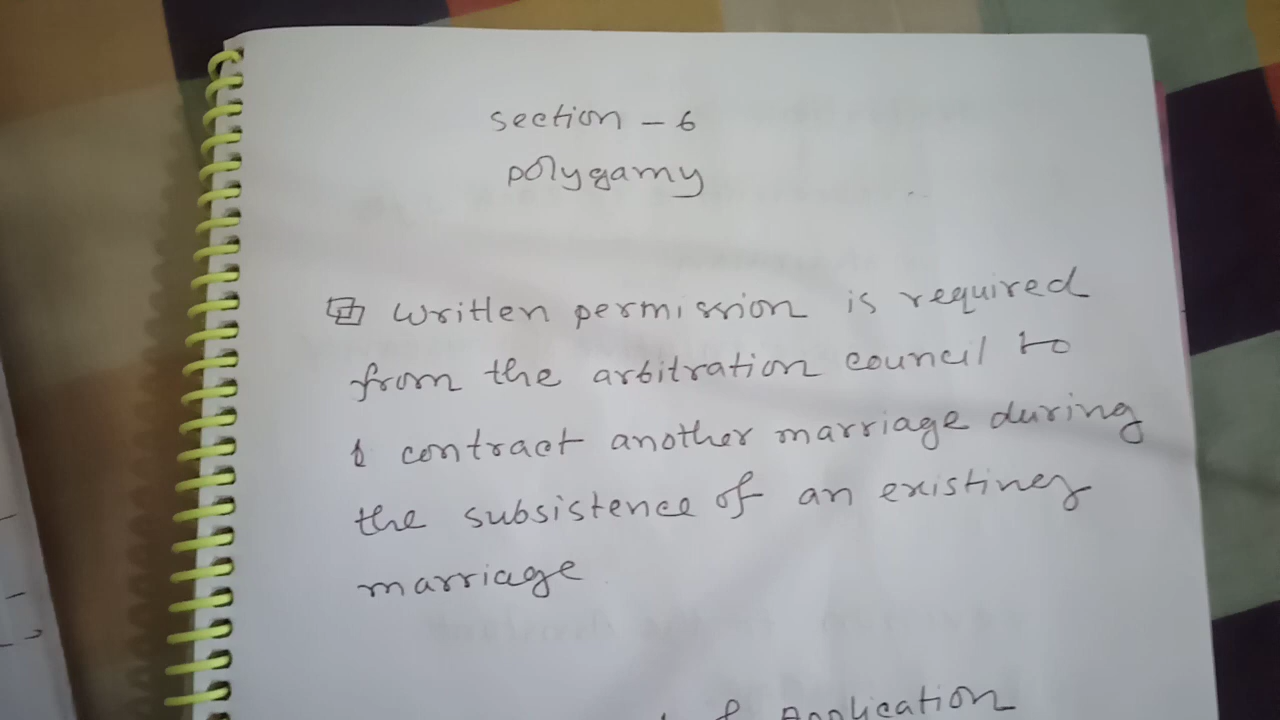 section - 6
polygamy
written permission is required
from the arbitration council to
contract another marriage during
the subsistence of an existing
marriage
Application